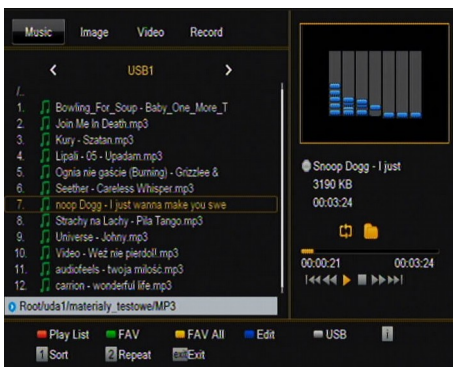 Music Image Video Record
< USB1 >
/..
1. Bowling_For_Soup - Baby_One_More_T
2. Join Me In Death.mp3
3. Kury - Szatan.mp3
4. Lipali - 05 - Upadam.mp3
5. Ognia nie gaście (Burning) - Grizzlee &
6. Seether - Careless Whisper.mp3
7. noop Dogg - I just wanna make you swe
8. Strachy na Lachy - Pila Tango.mp3
9. Universe - Johny.mp3
10. Video - Weź nie pierdoll.mp3
11. audiofeels - twoja milość.mp3
12. carrion - wonderful life.mp3
Root/uda1/materialy_testowe/MP3
Snoop Dogg - I just
3190 KB
00:03:24
00:00:21 00:03:24
Play List FAV FAV All Edit USB i
1 Sort 2 Repeat exit Exit